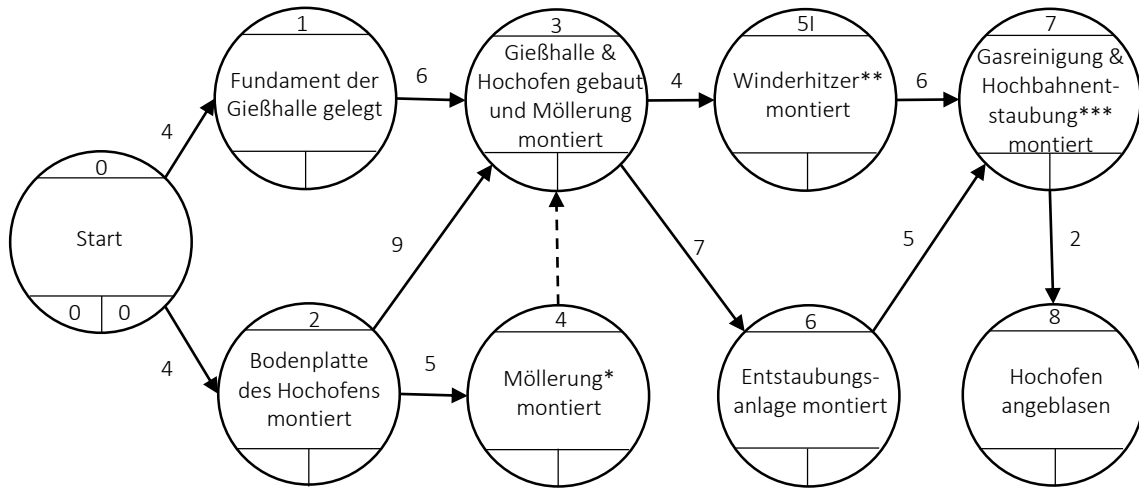 1
Fundament der
Gießhalle gelegt
6
3
Gießhalle &
Hochofen gebaut
und Möllerung
montiert
4
5I
Winderhitzer**
montiert
6
7
Gasreinigung &
Hochbahnent-
staubung***
montiert
4
0
Start
0 0
4
9
7
5
2
2
Bodenplatte
des Hochofens
montiert
5
4
Möllerung*
montiert
6
Entstaubungs-
anlage montiert
8
Hochofen
angeblasen